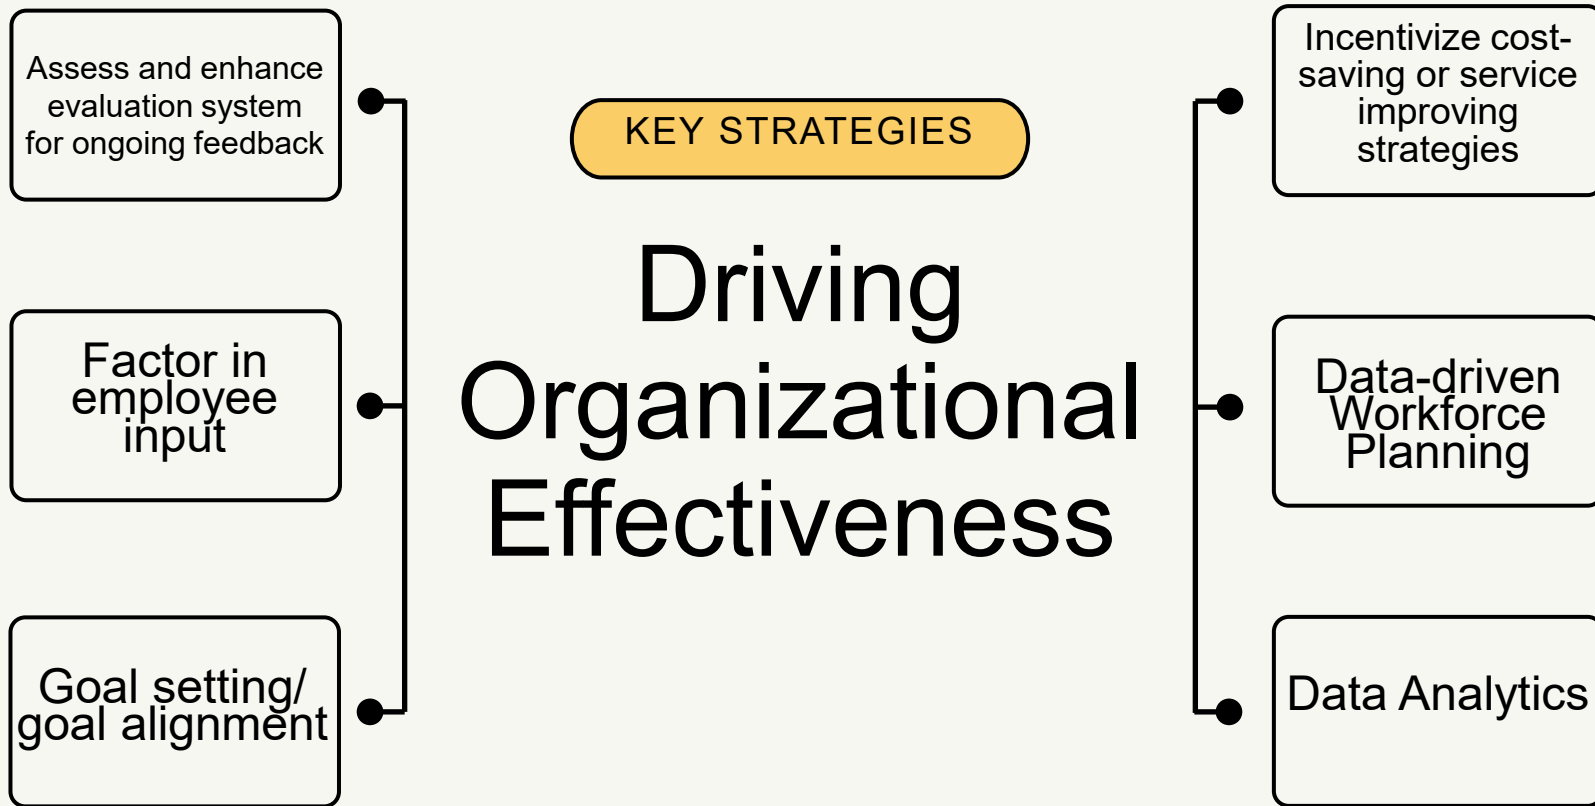 Assess and enhance
evaluation system
for ongoing feedback
Factor in
employee
input
Goal setting/
goal alignment
KEY STRATEGIES
Driving
Organizational
Effectiveness
Incentivize cost-
saving or service
improving
strategies
Data-driven
Workforce
Planning
Data Analytics